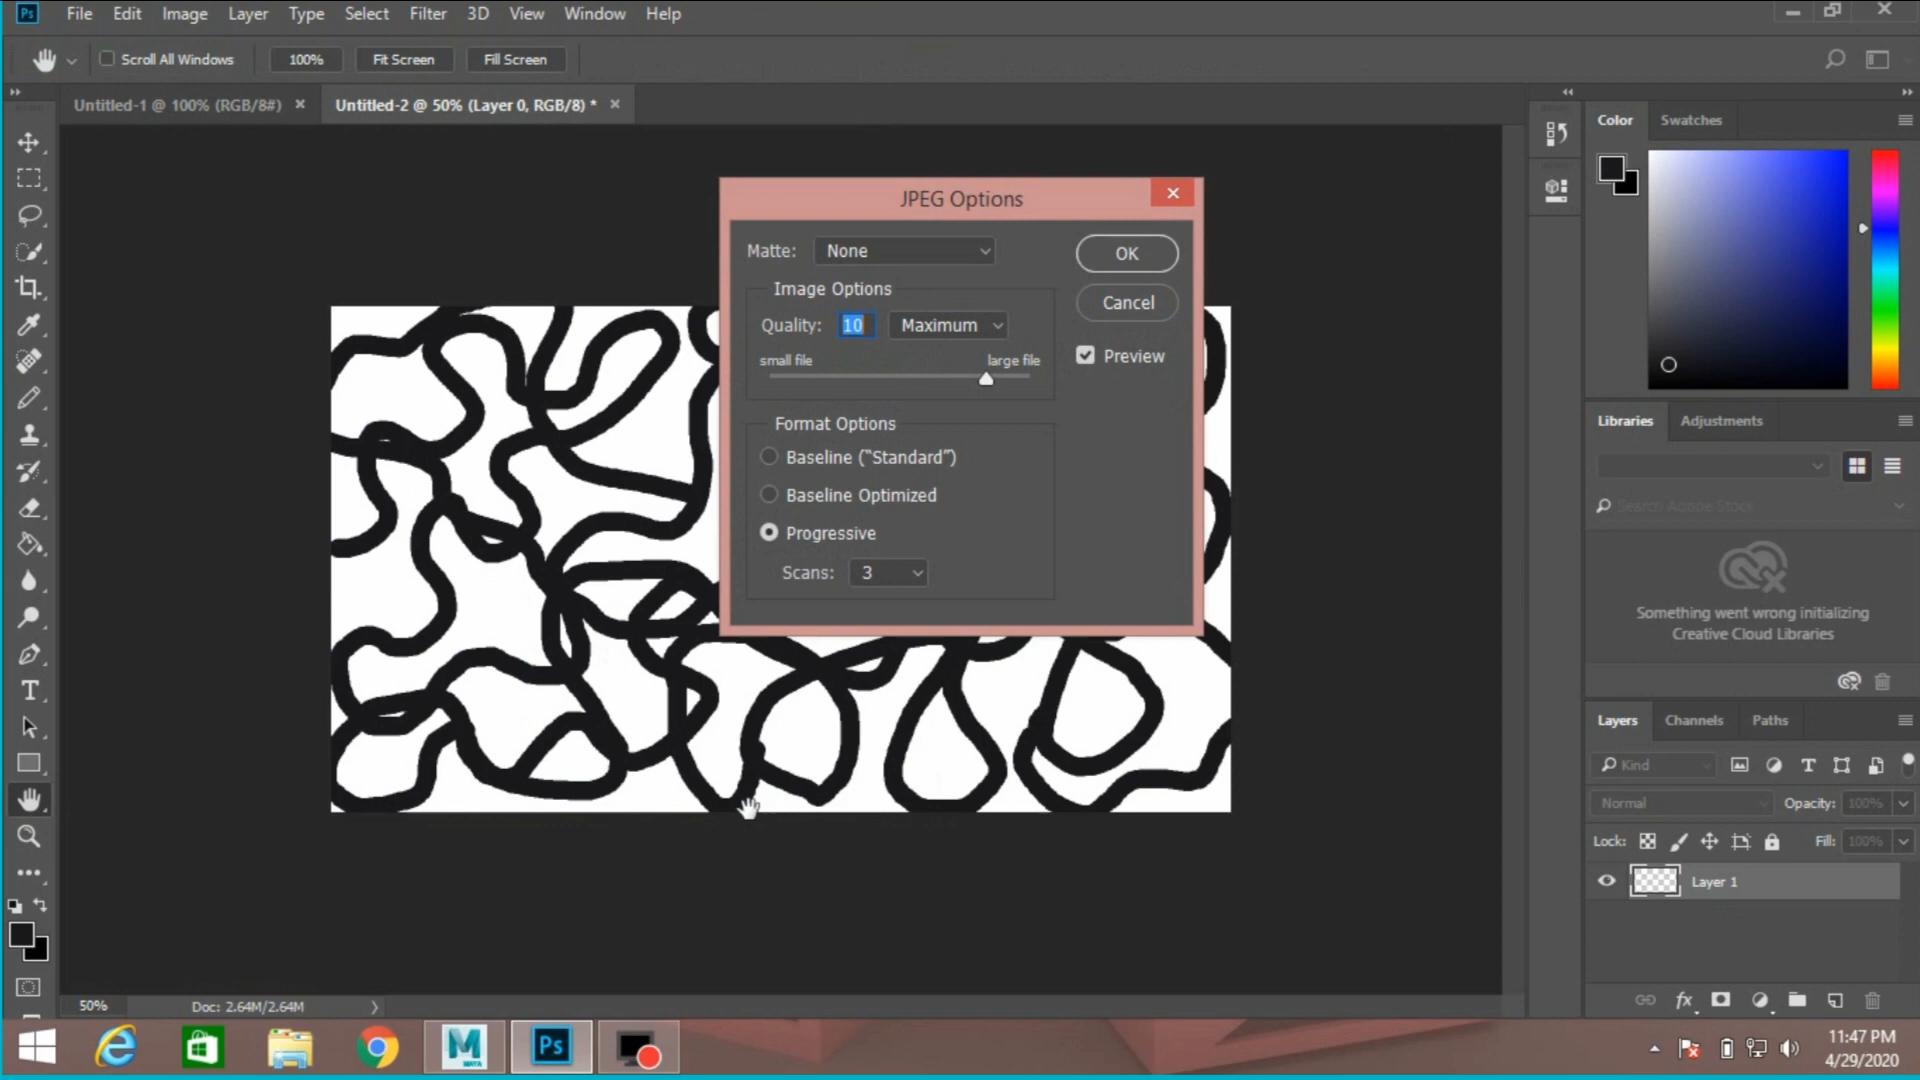 Ps File Edit Image Layer Type Select Filter 3D View Window Help
Scroll All Windows 100% Fit Screen Fill Screen
Untitled-1 @ 100% (RGB/8#) × Untitled-2 @ 50% (Layer 0, RGB/8) * ×
Color Swatches
JPEG Options
Matte: None
OK
Image Options
Cancel
Quality: 10 Maximum
small file large file
Preview
Format Options
Baseline ("Standard")
Baseline Optimized
Progressive
Scans: 3
Libraries Adjustments
Search Adobe Stock
Something went wrong initializing
Creative Cloud Libraries
Layers Channels Paths
Kind
Normal Opacity: 100%
Lock: Fill: 100%
Layer 1
fx
50% Doc: 2.64M/2.64M
MAYA
Ps
11:47 PM
4/29/2020